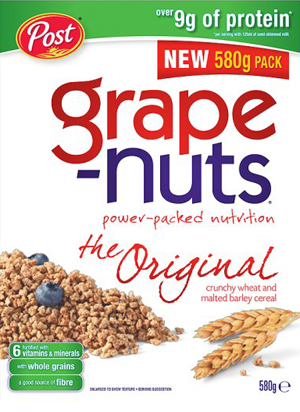 Post
over 9g of protein*
*per serving with 125ml of semi-skimmed milk
NEW 580g PACK
grape
-nuts®
power-packed nutrition
the Original
crunchy wheat and
malted barley cereal
6 fortified with
vitamins & minerals
with whole grains
a good source of fibre
ENLARGED TO SHOW TEXTURE • SERVING SUGGESTION
580g e